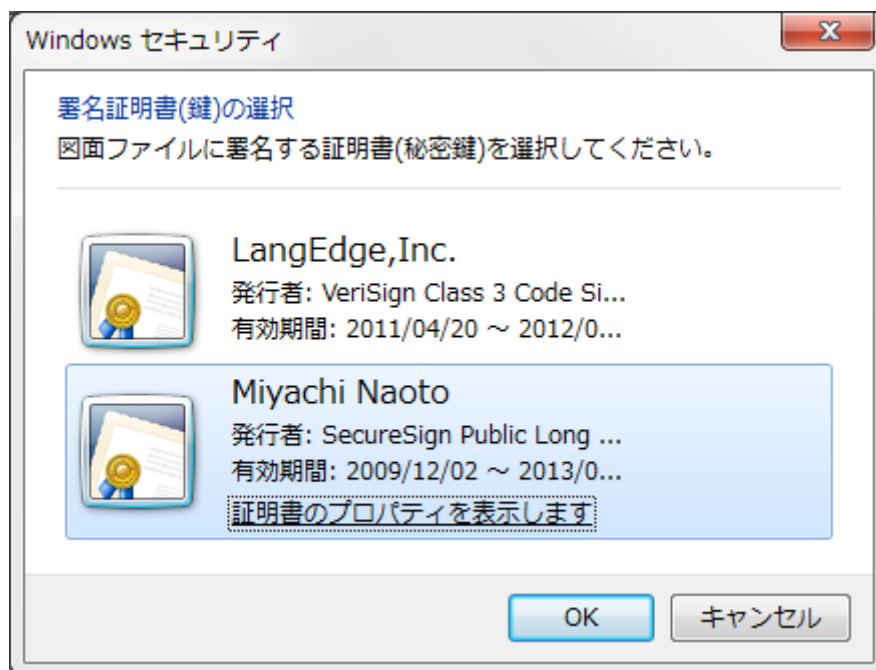 Windows セキュリティ
署名証明書(鍵)の選択
図面ファイルに署名する証明書(秘密鍵)を選択してください。
LangEdge,Inc.
発行者: VeriSign Class 3 Code Si...
有効期間: 2011/04/20 ～ 2012/0...
Miyachi Naoto
発行者: SecureSign Public Long ...
有効期間: 2009/12/02 ～ 2013/0...
証明書のプロパティを表示します
OK
キャンセル